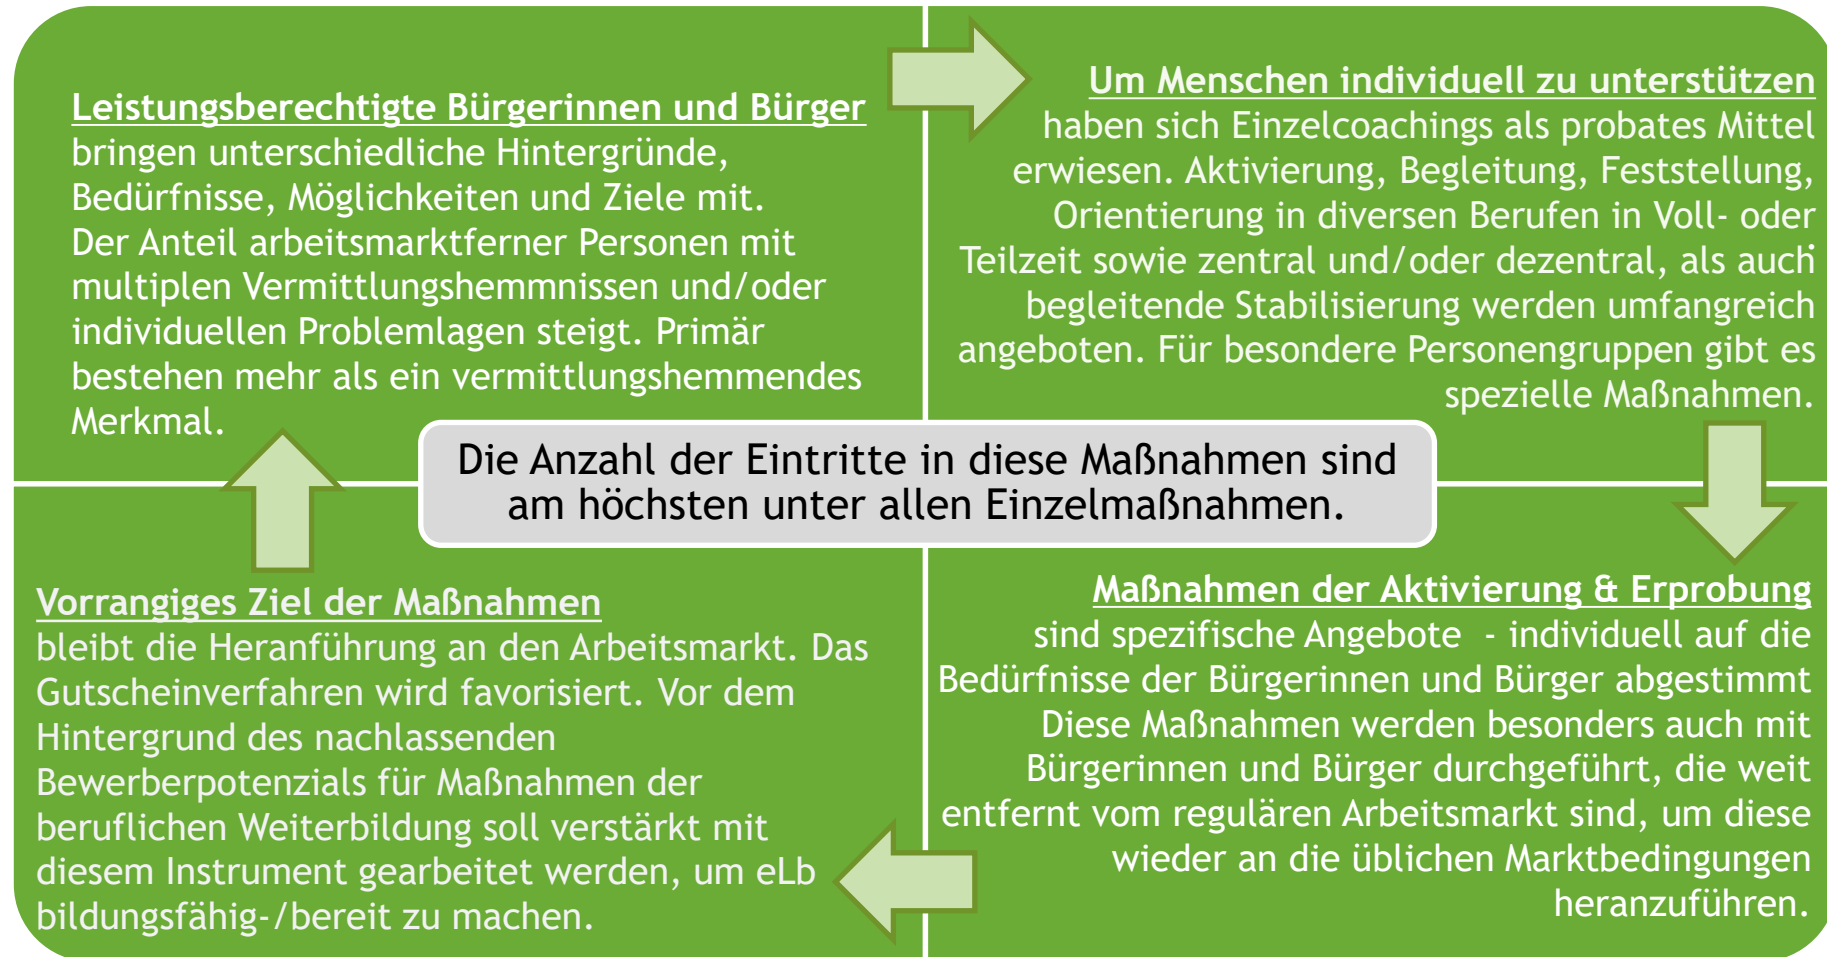 Leistungsberechtigte Bürgerinnen und Bürger
bringen unterschiedliche Hintergründe,
Bedürfnisse, Möglichkeiten und Ziele mit.
Der Anteil arbeitsmarktferner Personen mit
multiplen Vermittlungshemmnissen und/oder
individuellen Problemlagen steigt. Primär
bestehen mehr als ein vermittlungshemmendes
Merkmal.
Um Menschen individuell zu unterstützen
haben sich Einzelcoachings als probates Mittel
erwiesen. Aktivierung, Begleitung, Feststellung,
Orientierung in diversen Berufen in Voll- oder
Teilzeit sowie zentral und/oder dezentral, als auch
begleitende Stabilisierung werden umfangreich
angeboten. Für besondere Personengruppen gibt es
spezielle Maßnahmen.
Die Anzahl der Eintritte in diese Maßnahmen sind
am höchsten unter allen Einzelmaßnahmen.
Vorrangiges Ziel der Maßnahmen
bleibt die Heranführung an den Arbeitsmarkt. Das
Gutscheinverfahren wird favorisiert. Vor dem
Hintergrund des nachlassenden
Bewerberpotenzials für Maßnahmen der
beruflichen Weiterbildung soll verstärkt mit
diesem Instrument gearbeitet werden, um eLb
bildungsfähig-/bereit zu machen.
Maßnahmen der Aktivierung & Erprobung
sind spezifische Angebote - individuell auf die
Bedürfnisse der Bürgerinnen und Bürger abgestimmt
Diese Maßnahmen werden besonders auch mit
Bürgerinnen und Bürger durchgeführt, die weit
entfernt vom regulären Arbeitsmarkt sind, um diese
wieder an die üblichen Marktbedingungen
heranzuführen.